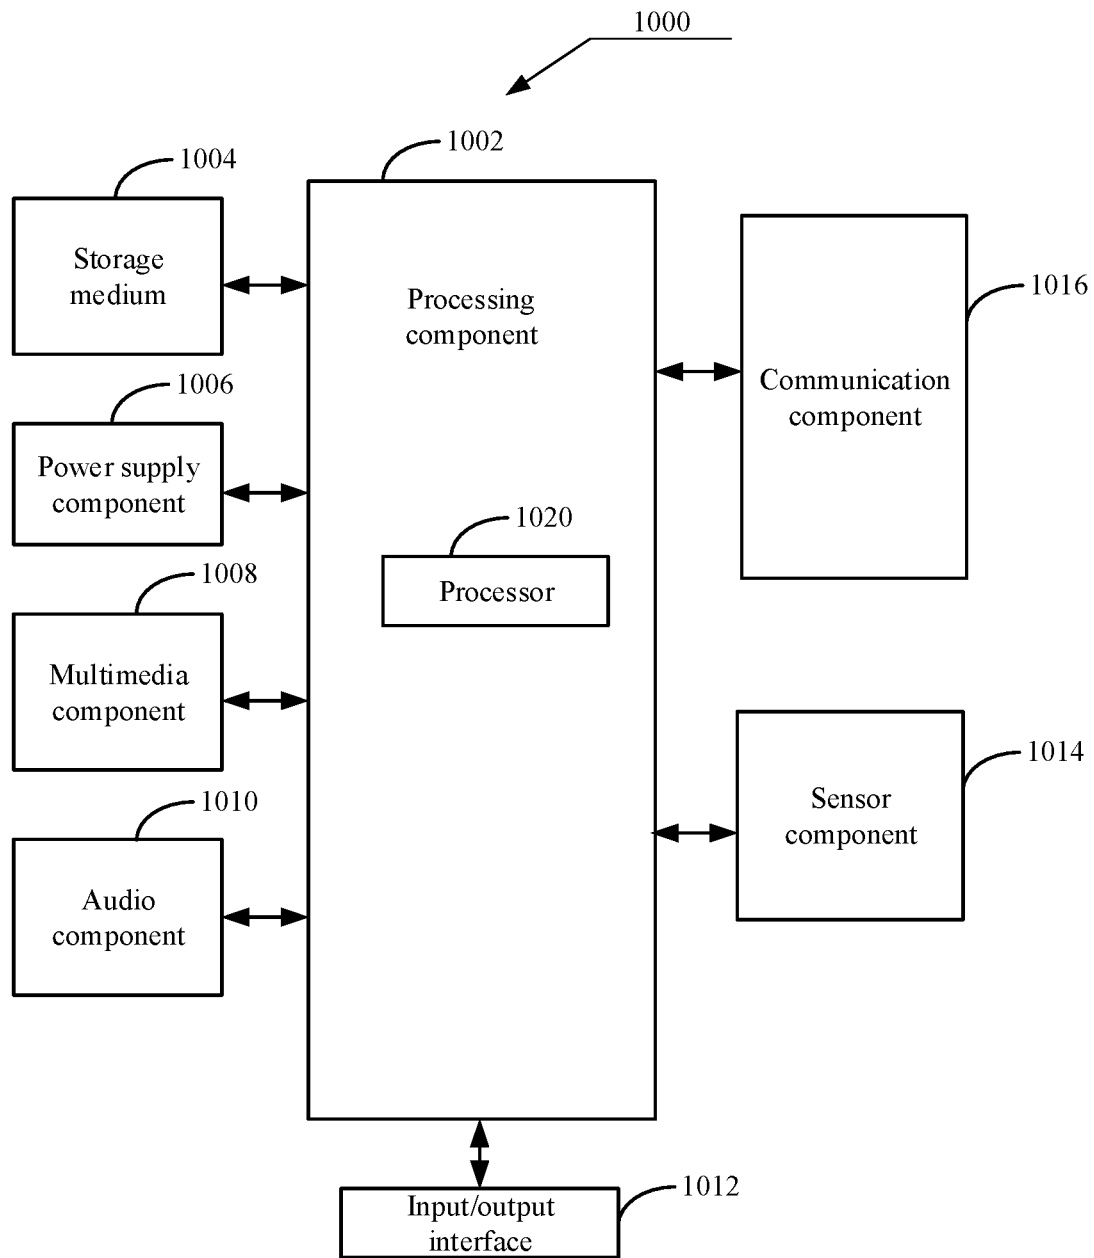 1000
1002
1004
Storage
medium
Processing
component
1016
Communication
component
1006
Power supply
component
1020
Processor
1008
Multimedia
component
1014
Sensor
component
1010
Audio
component
1012
Input/output
interface